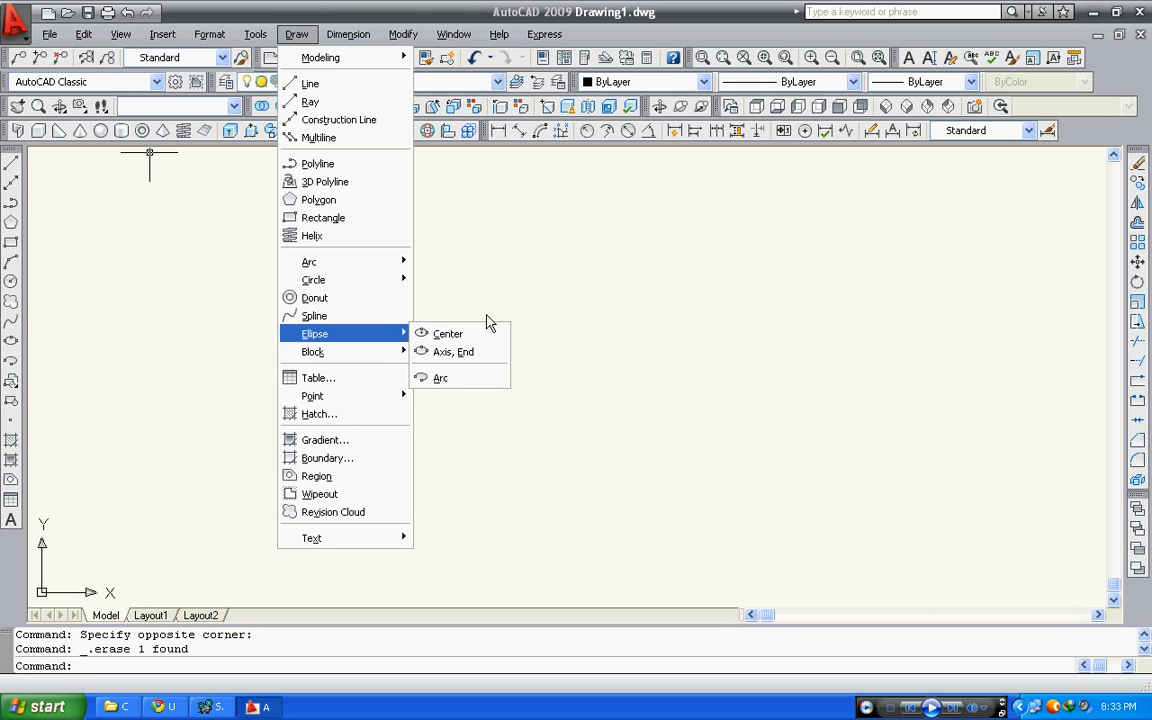 AutoCAD 2009 Drawing1.dwg
Type a keyword or phrase
File Edit View Insert Format Tools Draw Dimension Modify Window Help Express
Standard
AutoCAD Classic
ByLayer
ByLayer
ByLayer
ByColor
Standard
Modeling
Line
Ray
Construction Line
Multiline
Polyline
3D Polyline
Polygon
Rectangle
Helix
Arc
Circle
Donut
Spline
Ellipse
Block
Table...
Point
Hatch...
Gradient...
Boundary...
Region
Wipeout
Revision Cloud
Text
Center
Axis, End
Arc
Y
X
Model Layout1 Layout2
Command: Specify opposite corner:
Command: _.erase 1 found
Command:
start
C
U
S.
A
8:33 PM